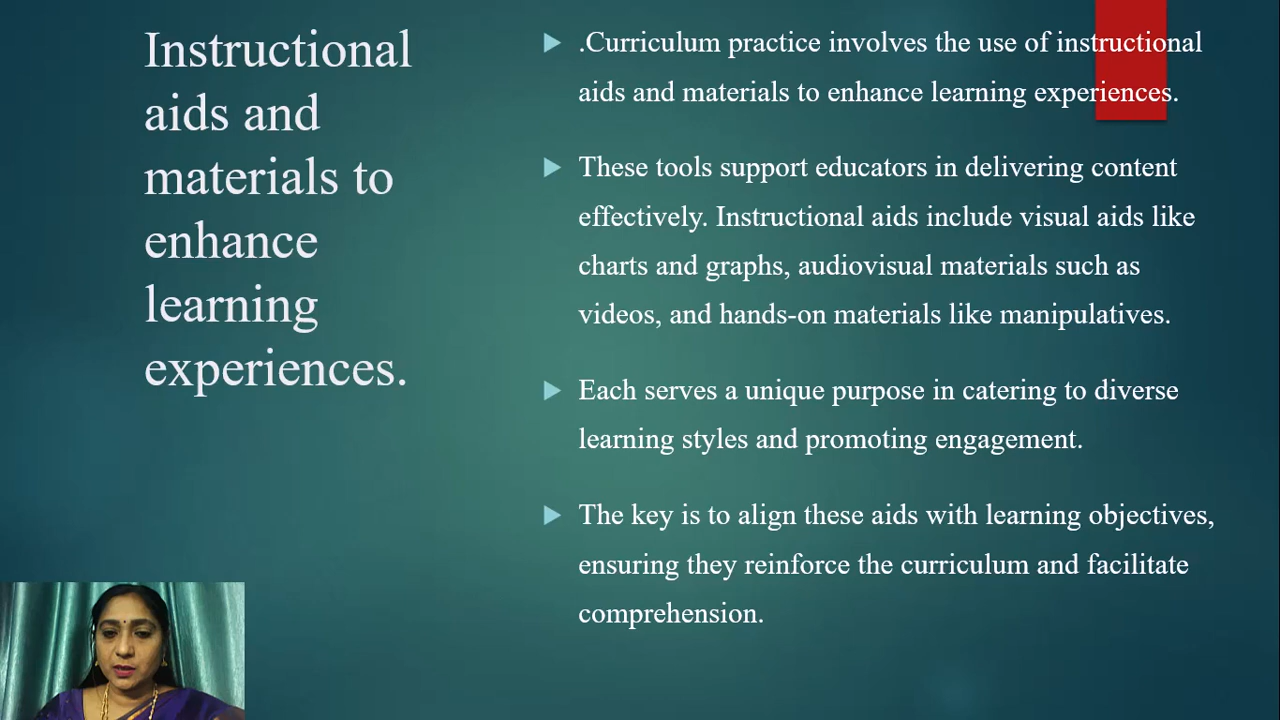 Instructional
aids and
materials to
enhance
learning
experiences.
.Curriculum practice involves the use of instructional
aids and materials to enhance learning experiences.
These tools support educators in delivering content
effectively. Instructional aids include visual aids like
charts and graphs, audiovisual materials such as
videos, and hands-on materials like manipulatives.
Each serves a unique purpose in catering to diverse
learning styles and promoting engagement.
The key is to align these aids with learning objectives,
ensuring they reinforce the curriculum and facilitate
comprehension.